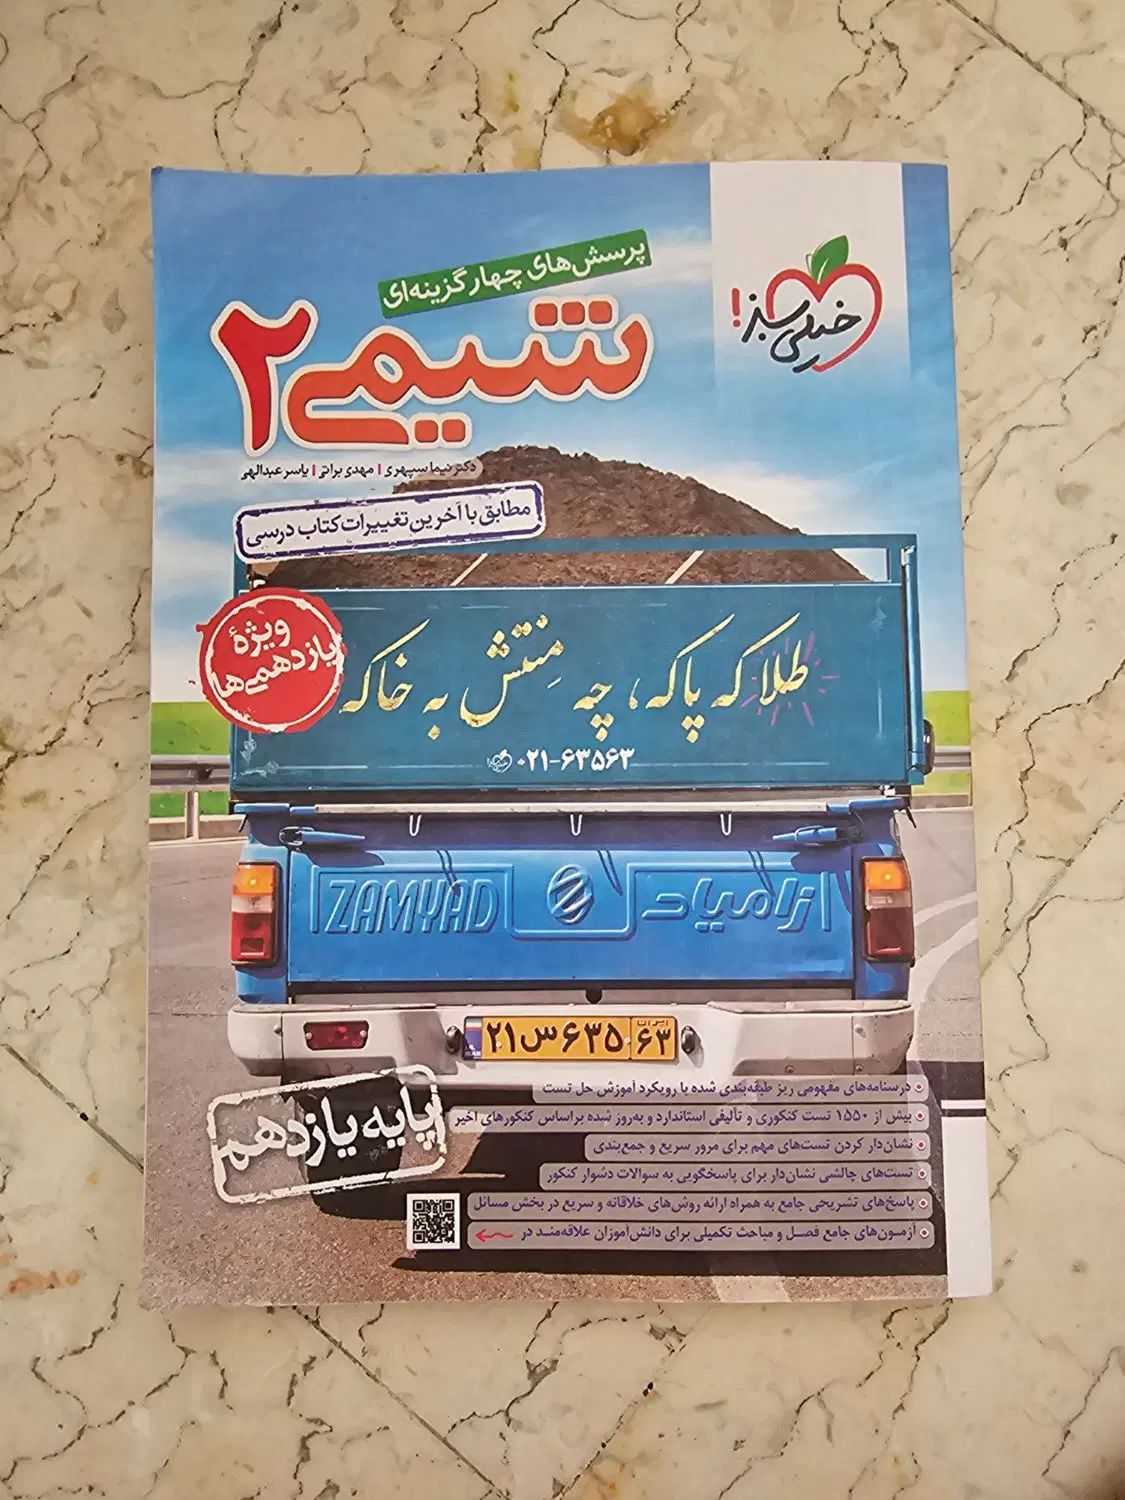 خیلی سبز!
پرسش‌های چهارگزینه‌ای
شیمی ۲
دکتر نیما سپهری | مهدی براتی | یاسر عبدالهی
مطابق با آخرین تغییرات کتاب درسی
ویژهٔ
یازدهمی‌ها
طلا که پاکه، چه منتش به خاکه
۰۲۱-۶۳۵۶۳
ZAMYAD زامیاد
۲۱س۶۳۵ ایران ۶۳
پایه یازدهم
درسنامه‌های مفهومی ریز طبقه‌بندی شده با رویکرد آموزش حل تست
بیش از ۱۵۵۰ تست کنکوری و تألیفی استاندارد و به‌روز شده براساس کنکورهای اخیر
نشان‌دار کردن تست‌های مهم برای مرور سریع و جمع‌بندی
تست‌های چالشی نشان‌دار برای پاسخگویی به سوالات دشوار کنکور
پاسخ‌های تشریحی جامع به همراه ارائه روش‌های خلاقانه و سریع در بخش مسائل
آزمون‌های جامع فصل و مباحث تکمیلی برای دانش‌آموزان علاقه‌مند در